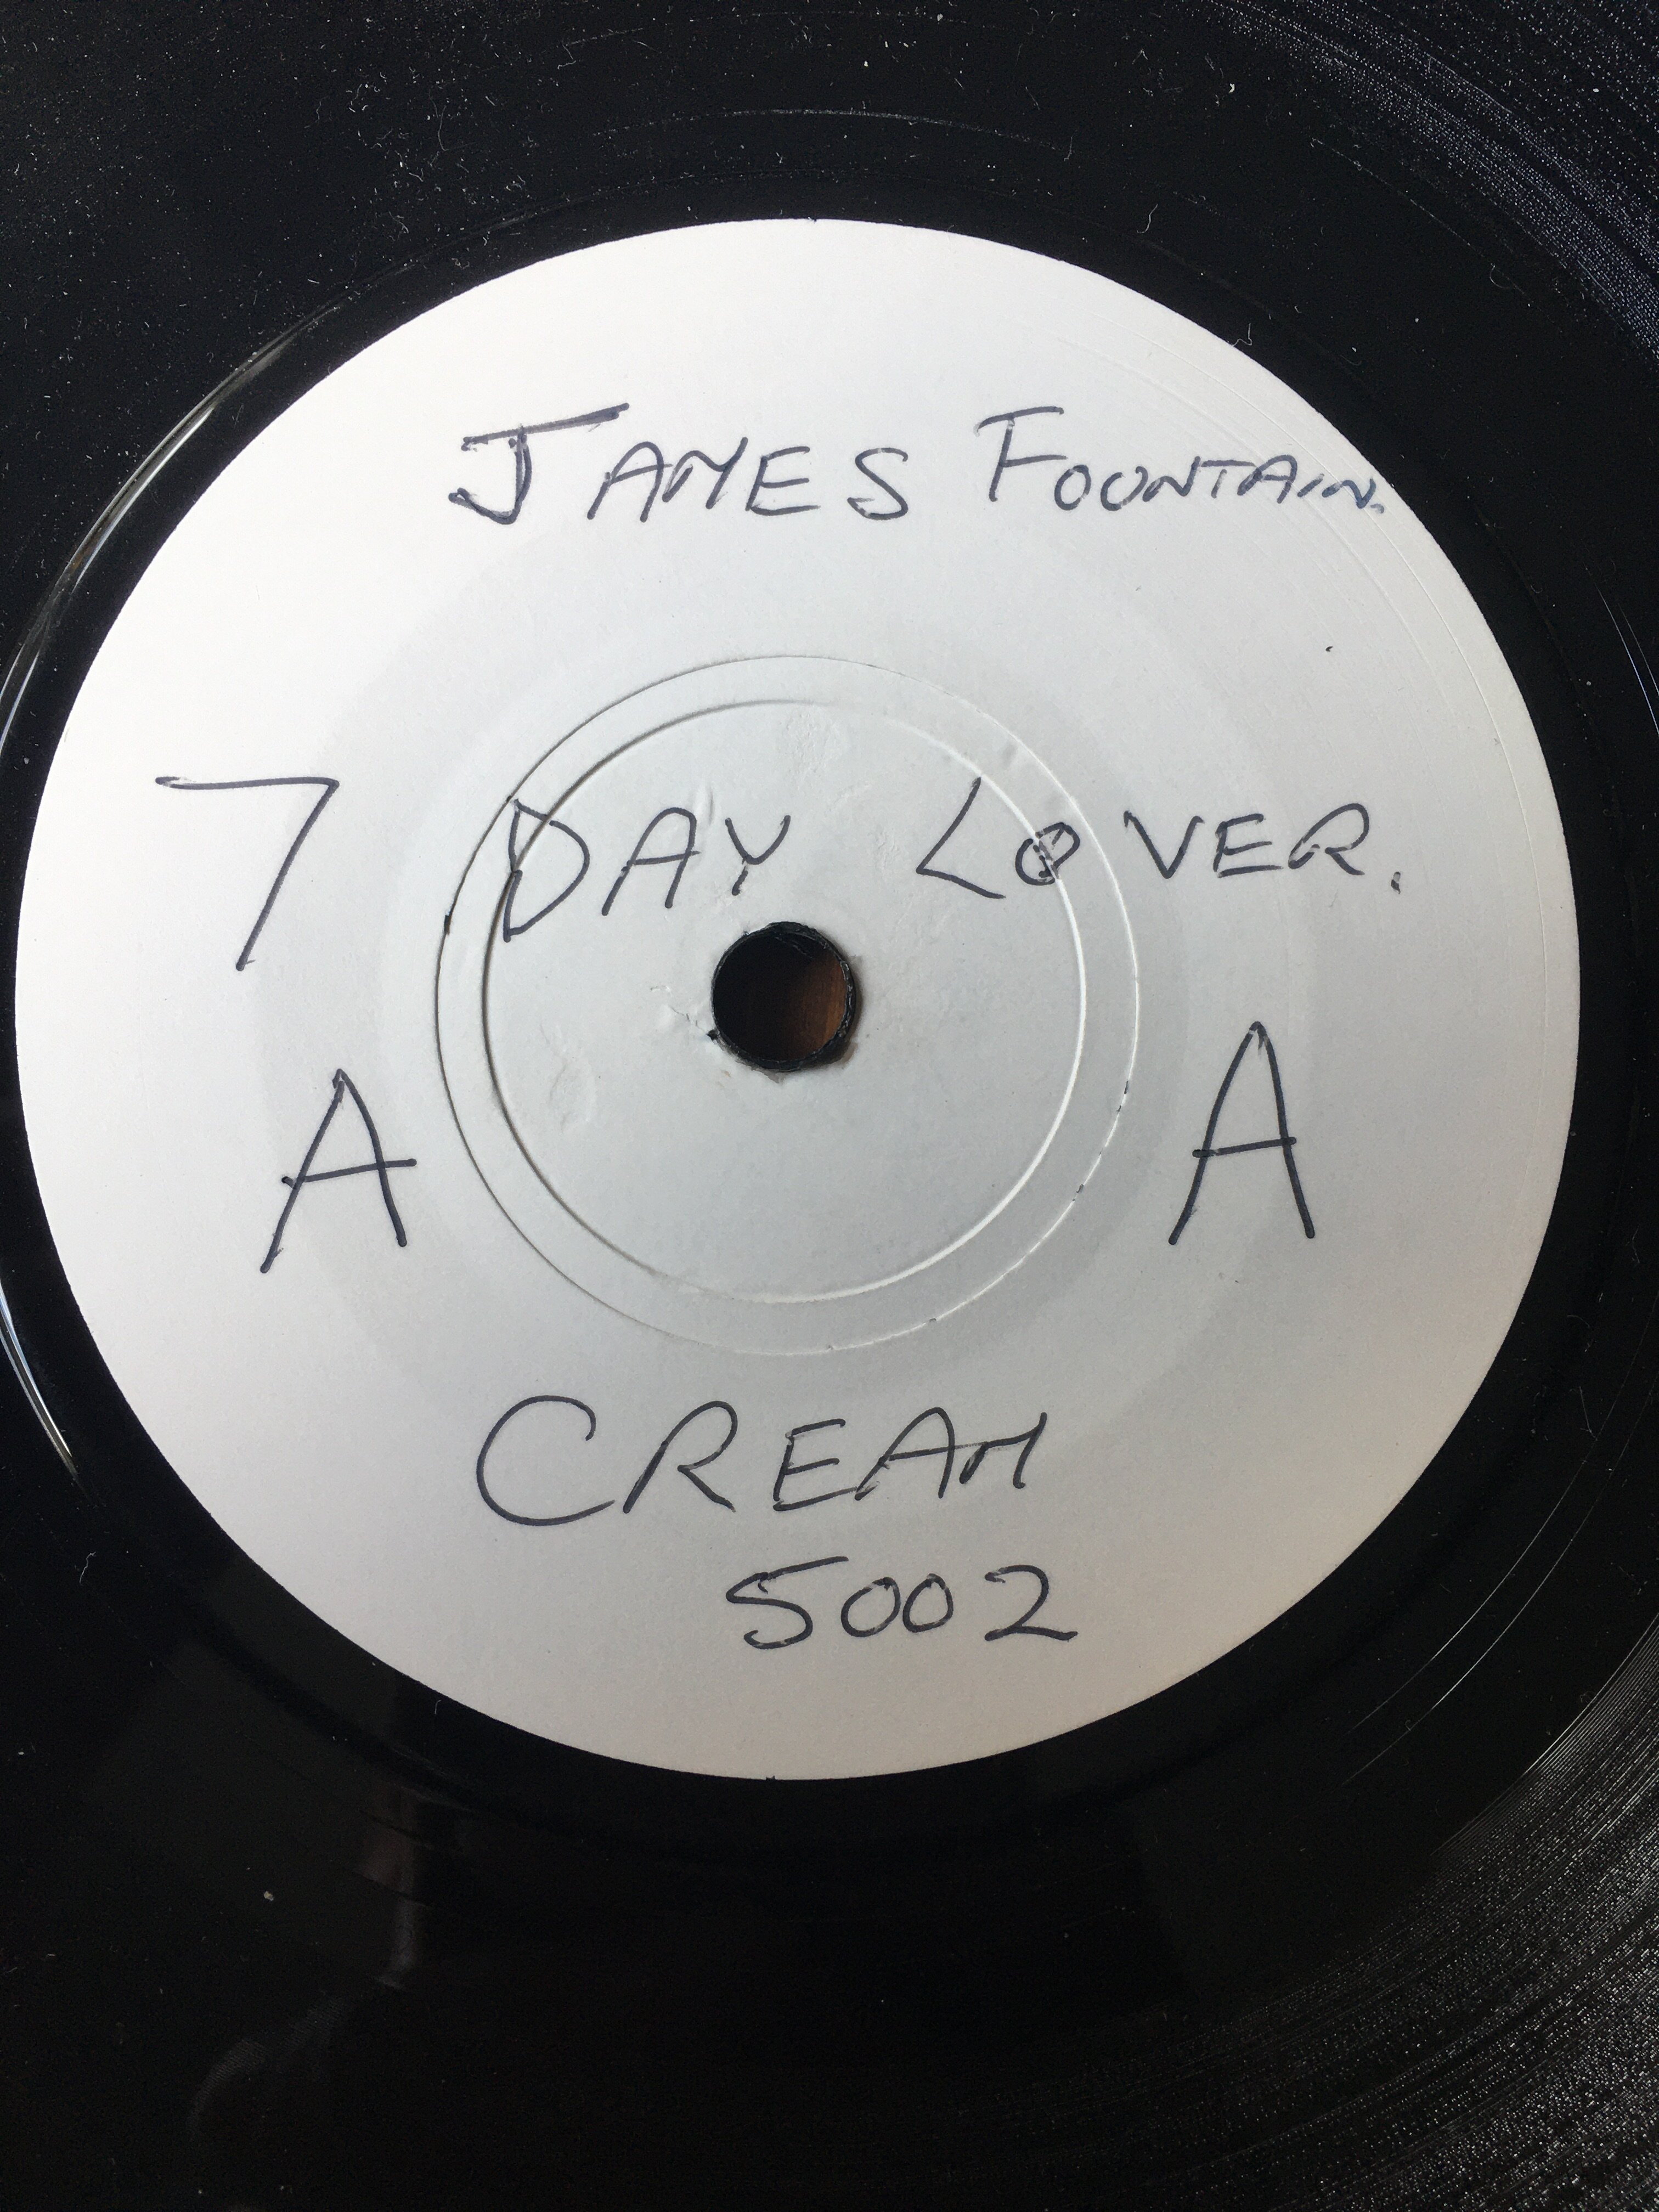 JAMES FOUNTAIN.
7 DAY LOVER.
A A
CREAM
5002